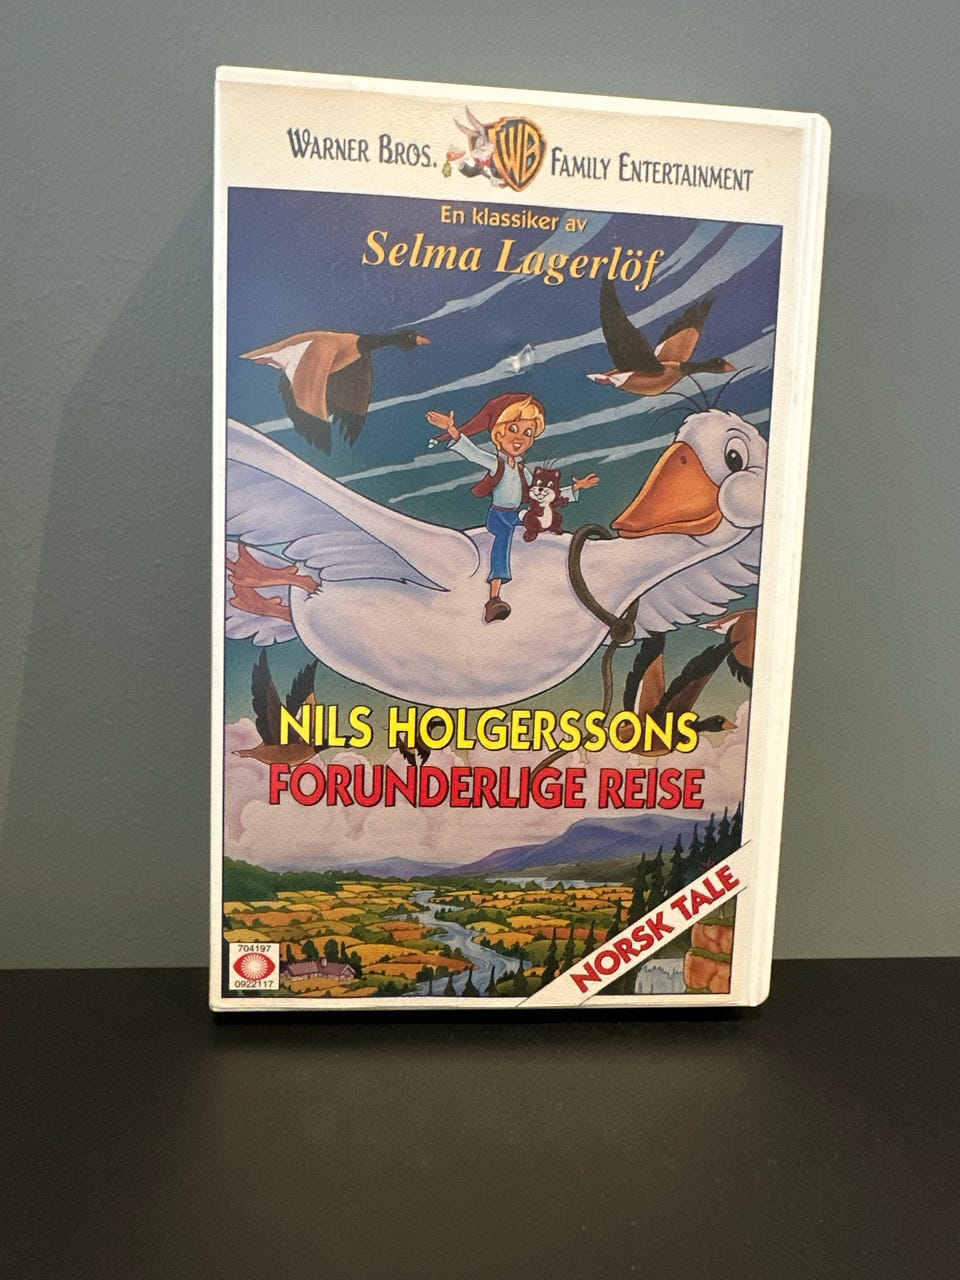 WARNER BROS. WB FAMILY ENTERTAINMENT
En klassiker av
Selma Lagerlöf
NILS HOLGERSSONS
FORUNDERLIGE REISE
NORSK TALE
704197
0922117